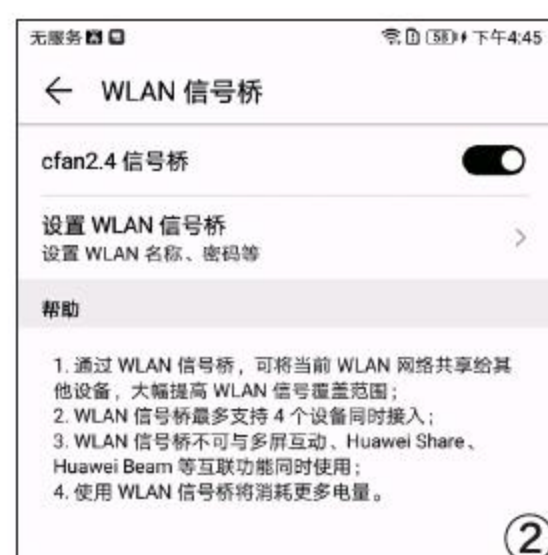 无服务 58 下午4:45
← WLAN 信号桥
cfan2.4 信号桥
设置 WLAN 信号桥
设置 WLAN 名称、密码等
帮助
1. 通过 WLAN 信号桥，可将当前 WLAN 网络共享给其
他设备，大幅提高 WLAN 信号覆盖范围；
2. WLAN 信号桥最多支持 4 个设备同时接入；
3. WLAN 信号桥不可与多屏互动、Huawei Share、
Huawei Beam 等互联功能同时使用；
4. 使用 WLAN 信号桥将消耗更多电量。
②